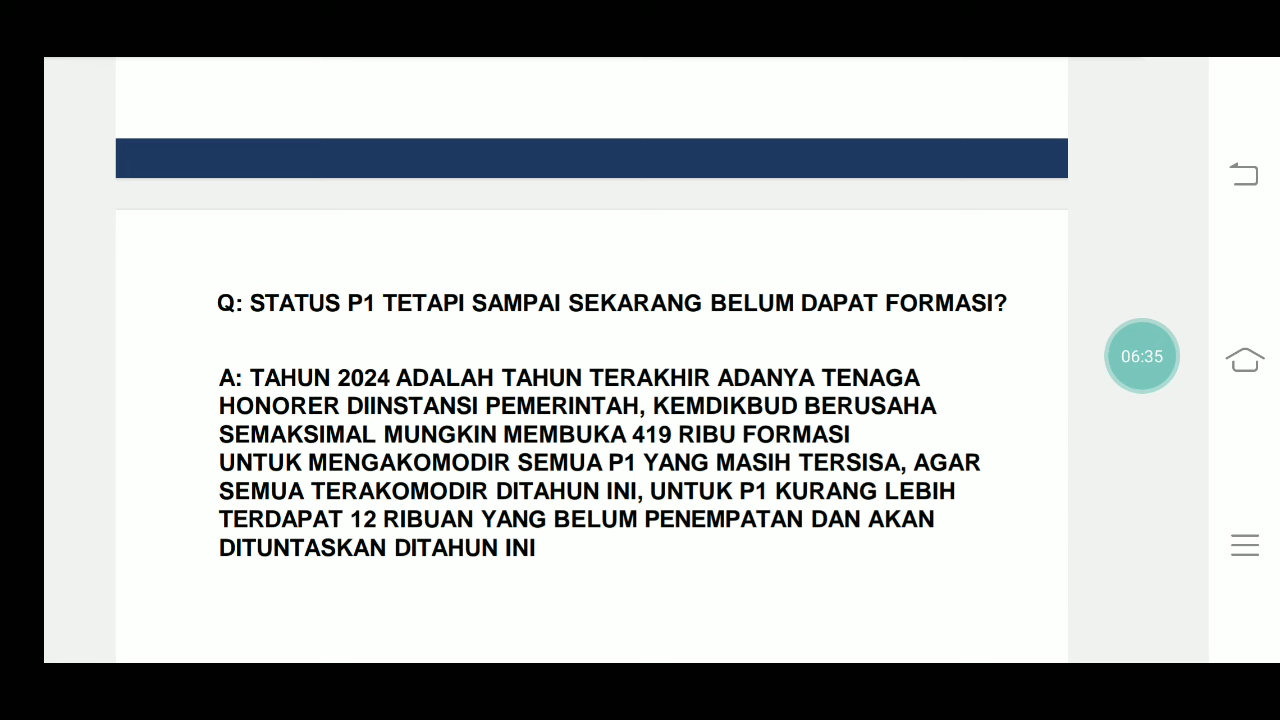 Q: STATUS P1 TETAPI SAMPAI SEKARANG BELUM DAPAT FORMASI?
A: TAHUN 2024 ADALAH TAHUN TERAKHIR ADANYA TENAGA
HONORER DIINSTANSI PEMERINTAH, KEMDIKBUD BERUSAHA
SEMAKSIMAL MUNGKIN MEMBUKA 419 RIBU FORMASI
UNTUK MENGAKOMODIR SEMUA P1 YANG MASIH TERSISA, AGAR
SEMUA TERAKOMODIR DITAHUN INI, UNTUK P1 KURANG LEBIH
TERDAPAT 12 RIBUAN YANG BELUM PENEMPATAN DAN AKAN
DITUNTASKAN DITAHUN INI
06:35